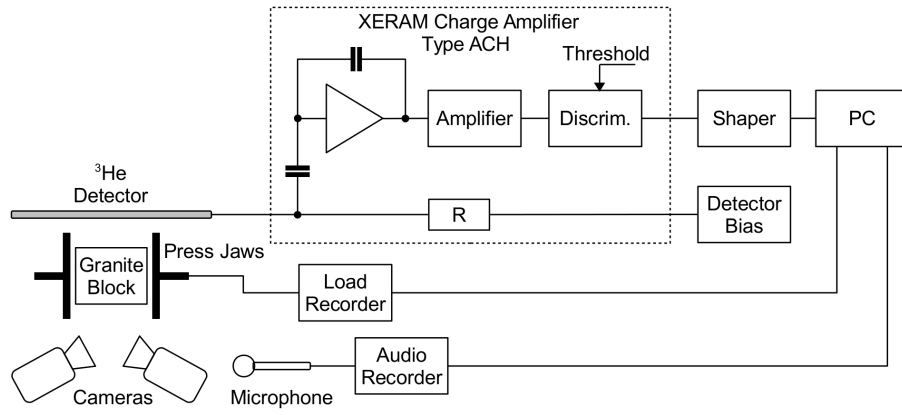 XERAM Charge Amplifier
Type ACH
Threshold
Amplifier
Discrim.
Shaper
PC
³He
Detector
R
Detector
Bias
Press Jaws
Granite
Block
Load
Recorder
Audio
Recorder
Cameras
Microphone